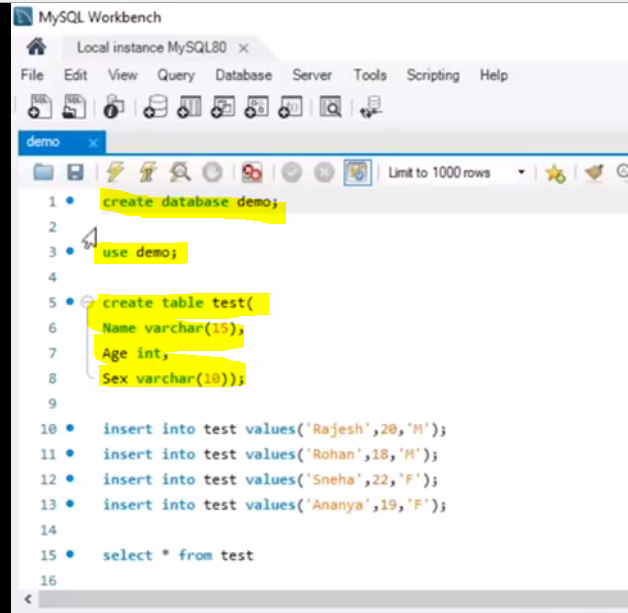 MySQL Workbench
Local instance MySQL80 ×
File Edit View Query Database Server Tools Scripting Help
demo ×
Limit to 1000 rows
1 create database demo;
2
3 use demo;
4
5 create table test(
6 Name varchar(15),
7 Age int,
8 Sex varchar(10));
9
10 insert into test values('Rajesh',20,'M');
11 insert into test values('Rohan',18,'M');
12 insert into test values('Sneha',22,'F');
13 insert into test values('Ananya',19,'F');
14
15 select * from test
16